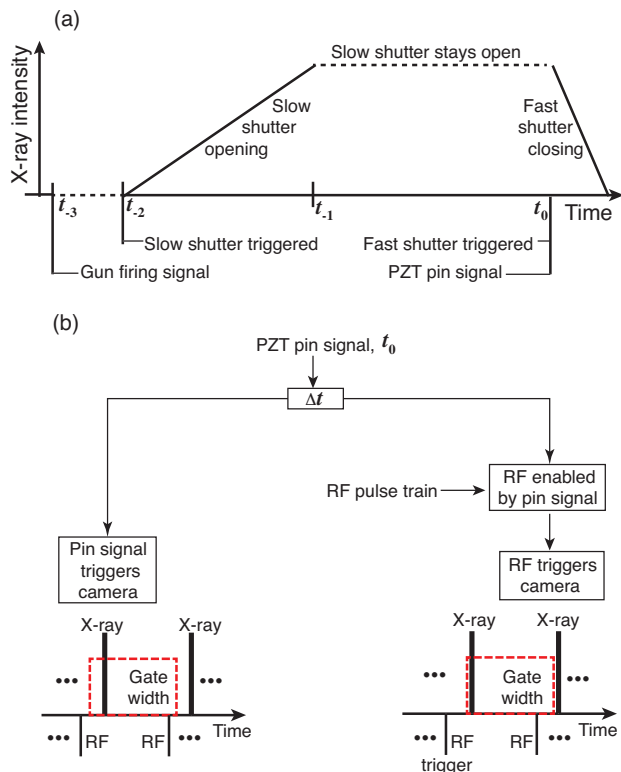 (a)
X-ray intensity
Slow shutter stays open
Slow
shutter
opening
Fast
shutter
closing
t-3
t-2
t-1
t0
Time
Slow shutter triggered
Fast shutter triggered
Gun firing signal
PZT pin signal
(b)
PZT pin signal, t0
Δt
RF pulse train
RF enabled
by pin signal
Pin signal
triggers
camera
RF triggers
camera
X-ray
X-ray
•••
Gate
width
•••
Time
•••
RF
RF
•••
X-ray
X-ray
•••
Gate
width
•••
Time
•••
RF
RF
•••
trigger